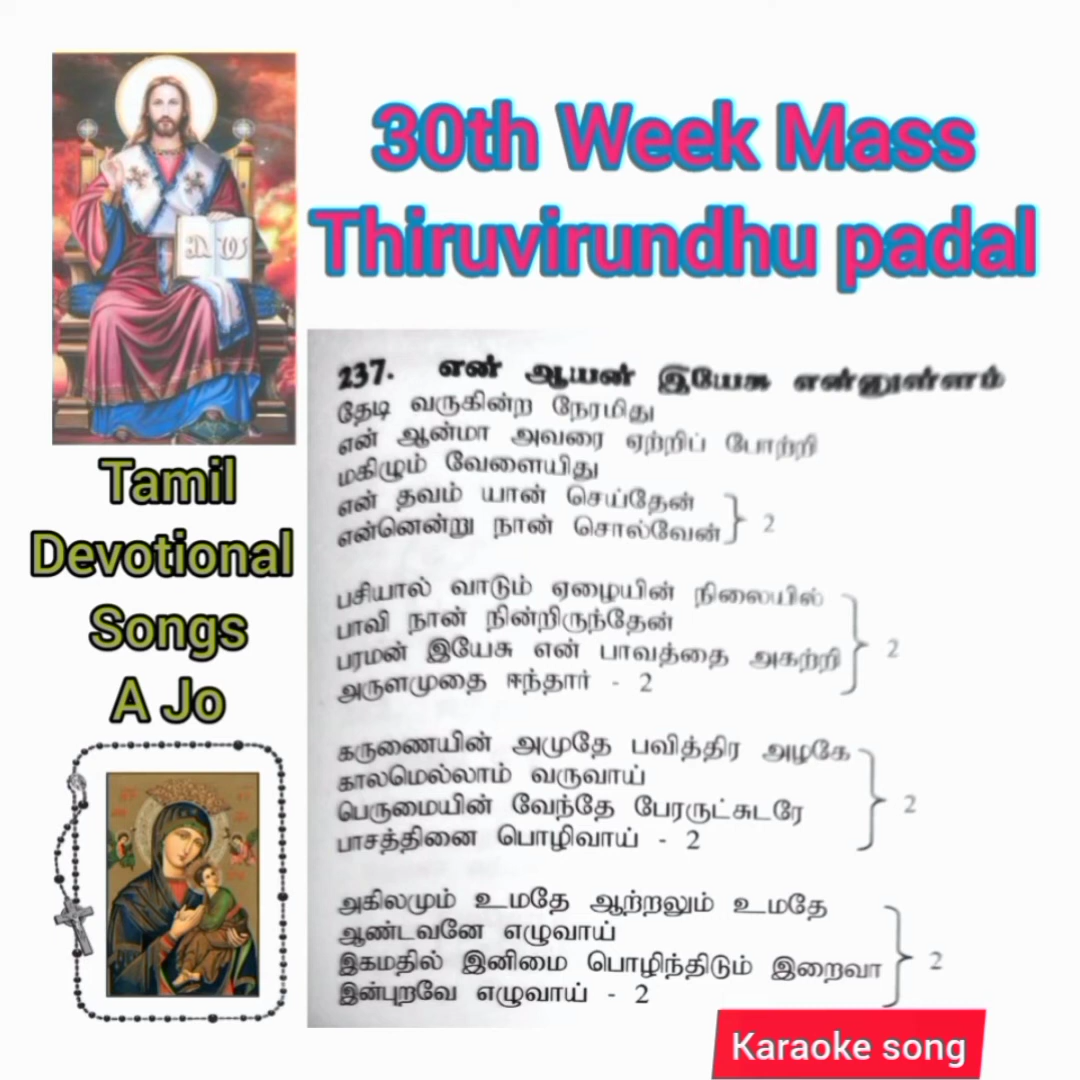 30th Week Mass
Thiruvirundhu padal
Tamil
Devotional
Songs
A Jo
237. என் ஆயன் இயேசு என்னுள்ளம்
தேடி வருகின்ற நேரமிது
என் ஆன்மா அவரை ஏற்றிப் போற்றி
மகிழும் வேளையிது
என் தவம் யான் செய்தேன்
என்னென்று நான் சொல்வேன் } 2
பசியால் வாடும் ஏழையின் நிலையில்
பாவி நான் நின்றிருந்தேன்
பரமன் இயேசு என் பாவத்தை அகற்றி } 2
அருளமுதை ஈந்தார் - 2
கருணையின் அமுதே பவித்திர அழகே
காலமெல்லாம் வருவாய்
பெருமையின் வேந்தே பேரருட்சுடரே } 2
பாசத்தினை பொழிவாய் - 2
அகிலமும் உமதே ஆற்றலும் உமதே
ஆண்டவனே எழுவாய்
இகமதில் இனிமை பொழிந்திடும் இறைவா } 2
இன்புறவே எழுவாய் - 2
Karaoke song